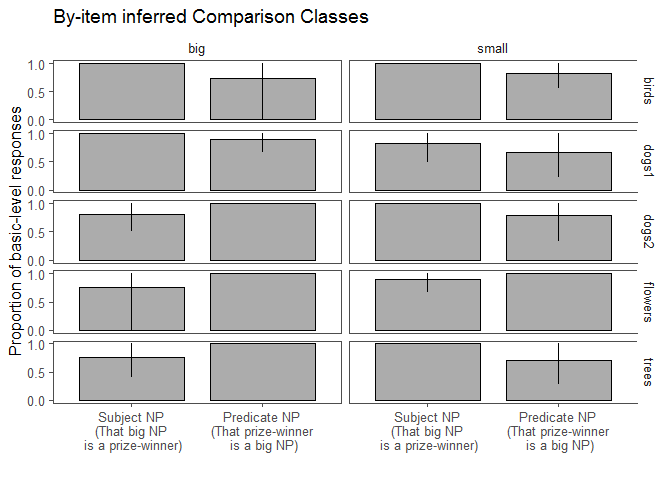 By-item inferred Comparison Classes
big
small
Proportion of basic-level responses
1.0
0.5
0.0
birds
1.0
0.5
0.0
dogs1
1.0
0.5
0.0
dogs2
1.0
0.5
0.0
flowers
1.0
0.5
0.0
trees
Subject NP
(That big NP
is a prize-winner)
Predicate NP
(That prize-winner
is a big NP)
Subject NP
(That big NP
is a prize-winner)
Predicate NP
(That prize-winner
is a big NP)